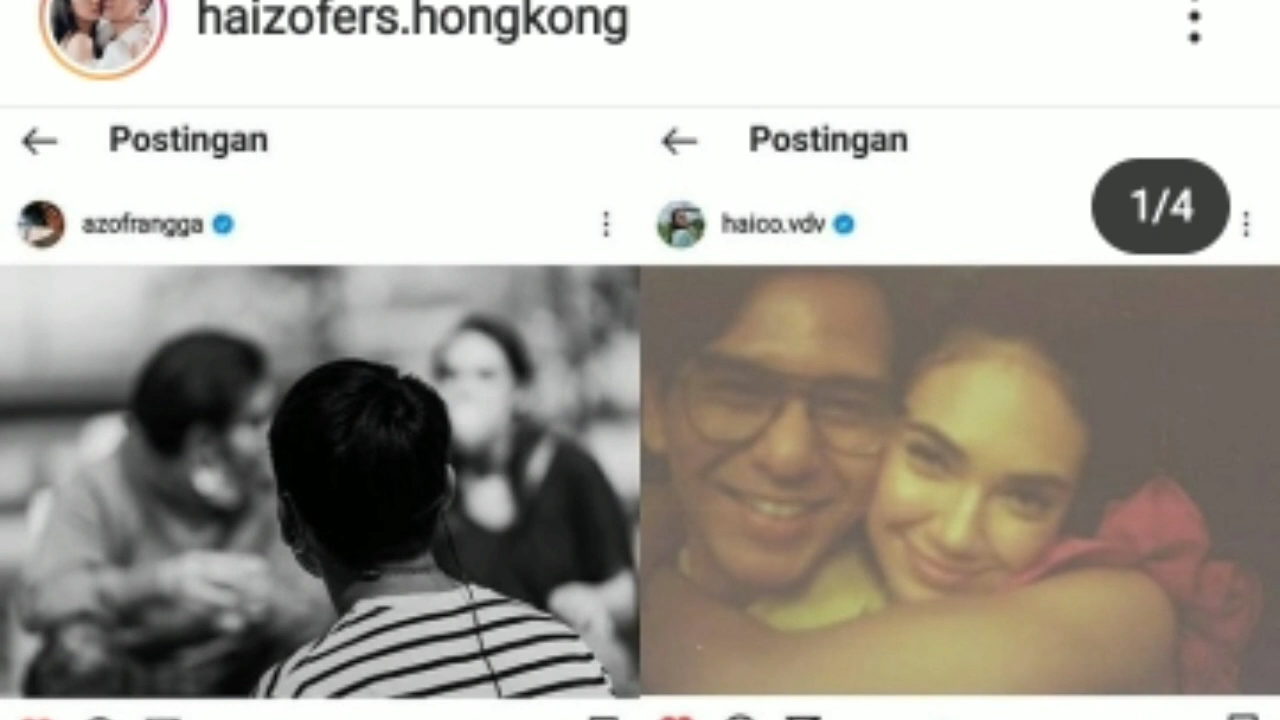 haizofers.hongkong
Postingan
Postingan
azofrangga
haico.vdv
1/4